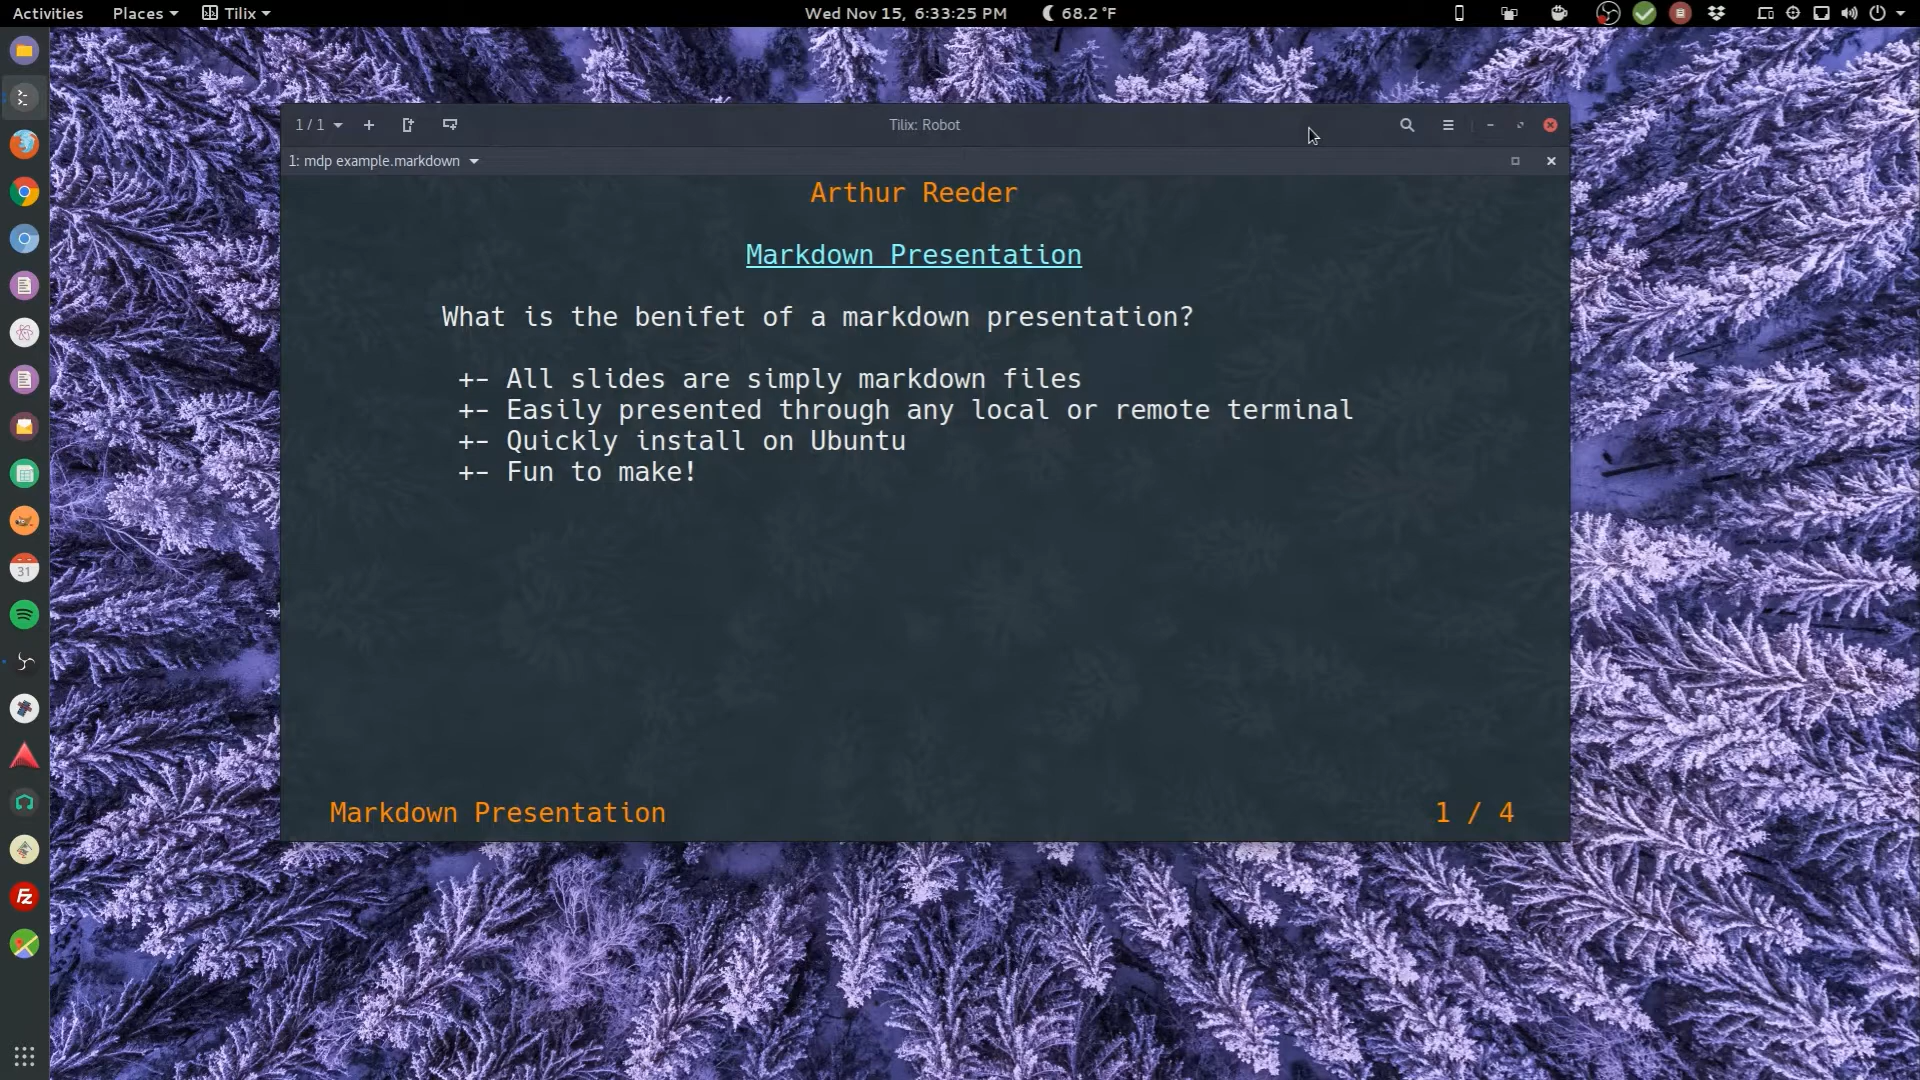 Activities Places Tilix Wed Nov 15, 6:33:25 PM 68.2 °F
1 / 1 Tilix: Robot
1: mdp example.markdown
Arthur Reeder
Markdown Presentation
What is the benifet of a markdown presentation?
+- All slides are simply markdown files
+- Easily presented through any local or remote terminal
+- Quickly install on Ubuntu
+- Fun to make!
31
Fz
Markdown Presentation 1 / 4